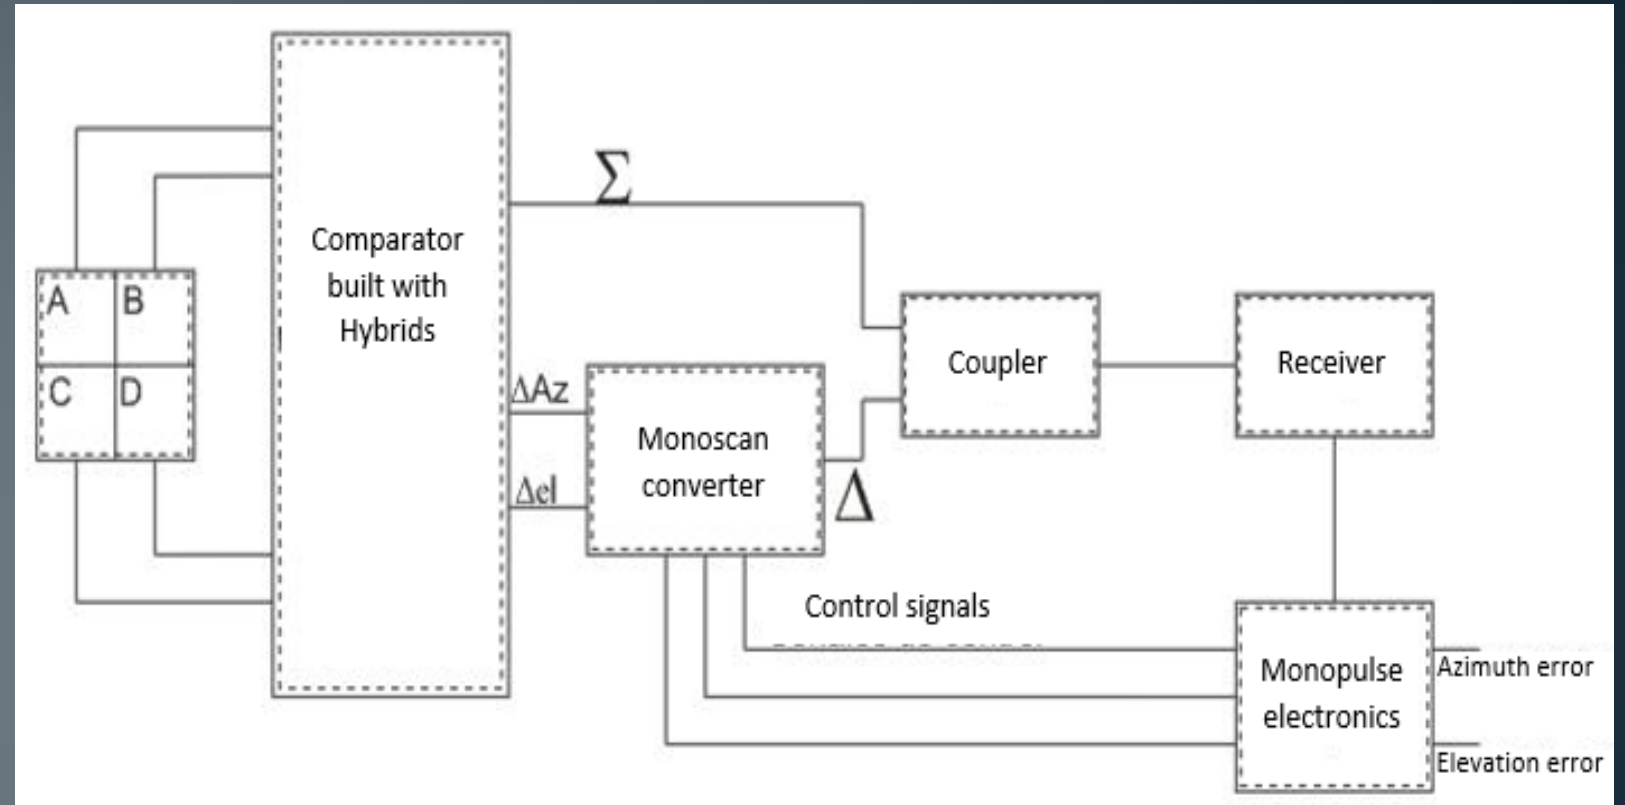 Σ
Comparator
built with
Hybrids
A B
C D
Coupler
Receiver
ΔAz
Monoscan
converter
Δel
Δ
Control signals
Monopulse
electronics
Azimuth error
Elevation error